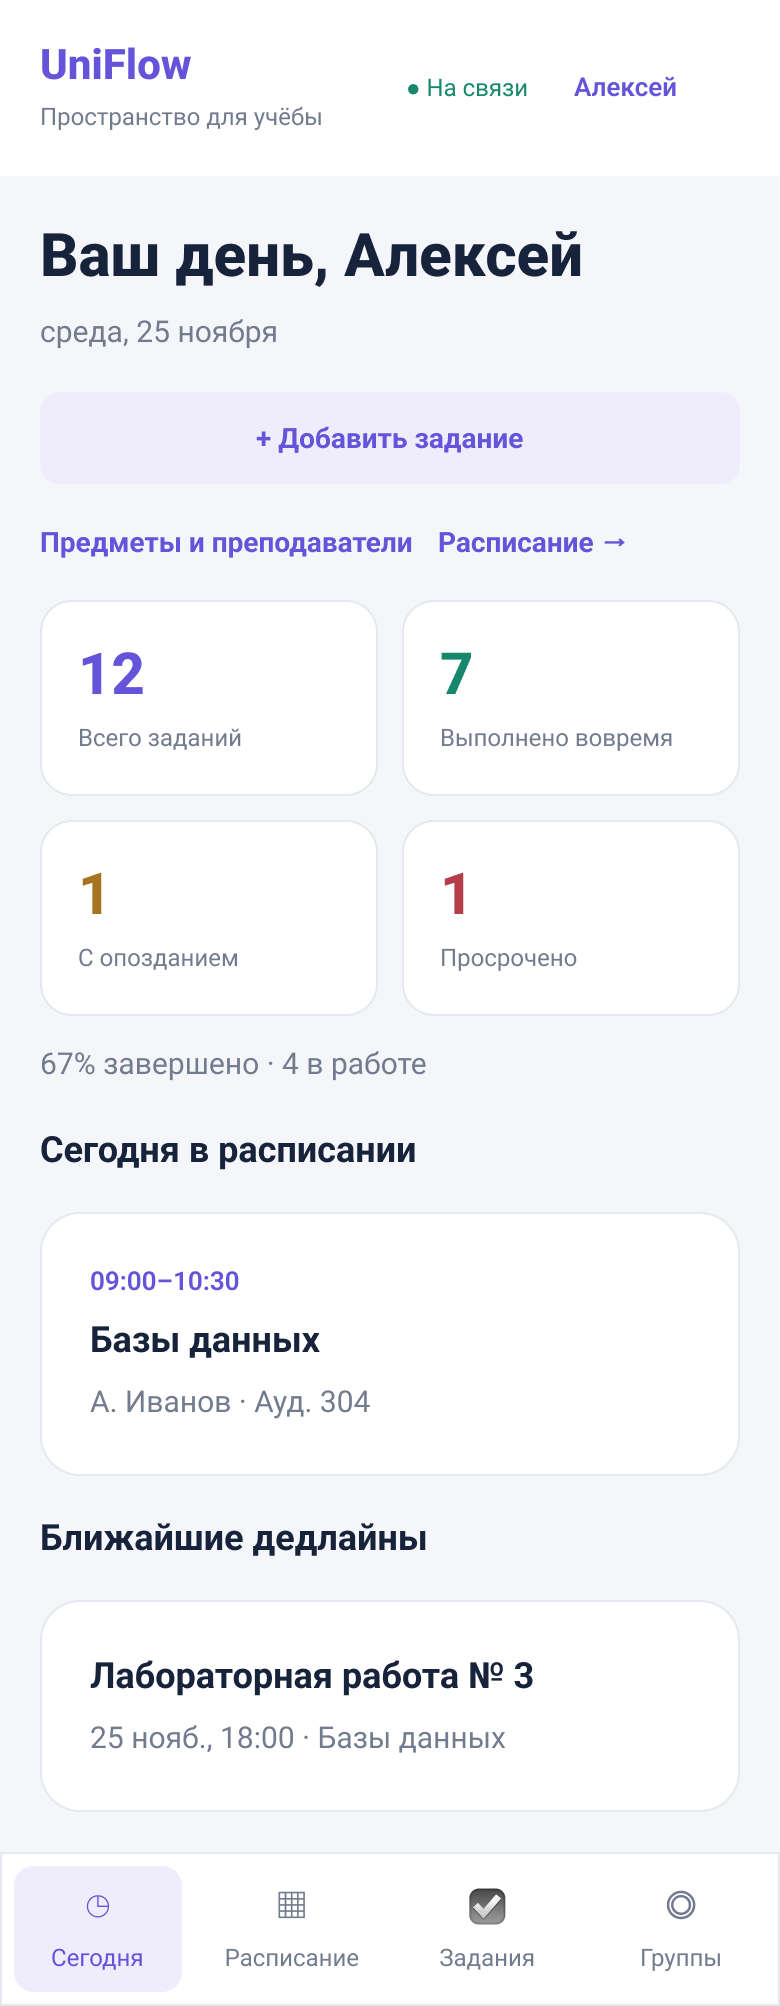 UniFlow
Пространство для учёбы
● На связи
Алексей
Ваш день, Алексей
среда, 25 ноября
+ Добавить задание
Предметы и преподаватели
Расписание →
12
Всего заданий
7
Выполнено вовремя
1
С опозданием
1
Просрочено
67% завершено · 4 в работе
Сегодня в расписании
09:00–10:30
Базы данных
А. Иванов · Ауд. 304
Ближайшие дедлайны
Лабораторная работа № 3
25 нояб., 18:00 · Базы данных
Сегодня
Расписание
Задания
Группы